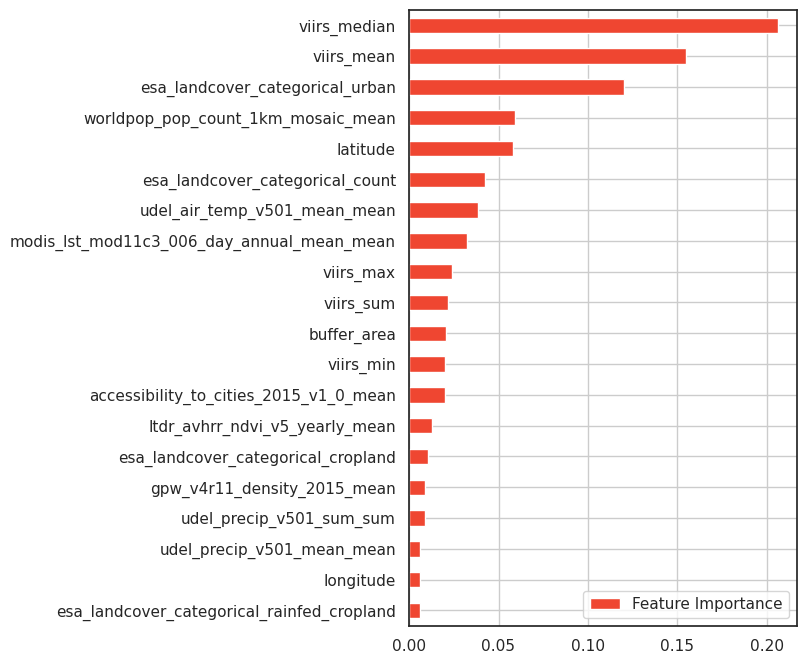 viirs_median
viirs_mean
esa_landcover_categorical_urban
worldpop_pop_count_1km_mosaic_mean
latitude
esa_landcover_categorical_count
udel_air_temp_v501_mean_mean
modis_lst_mod11c3_006_day_annual_mean_mean
viirs_max
viirs_sum
buffer_area
viirs_min
accessibility_to_cities_2015_v1_0_mean
ltdr_avhrr_ndvi_v5_yearly_mean
esa_landcover_categorical_cropland
gpw_v4r11_density_2015_mean
udel_precip_v501_sum_sum
udel_precip_v501_mean_mean
longitude
esa_landcover_categorical_rainfed_cropland
Feature Importance
0.00 0.05 0.10 0.15 0.20